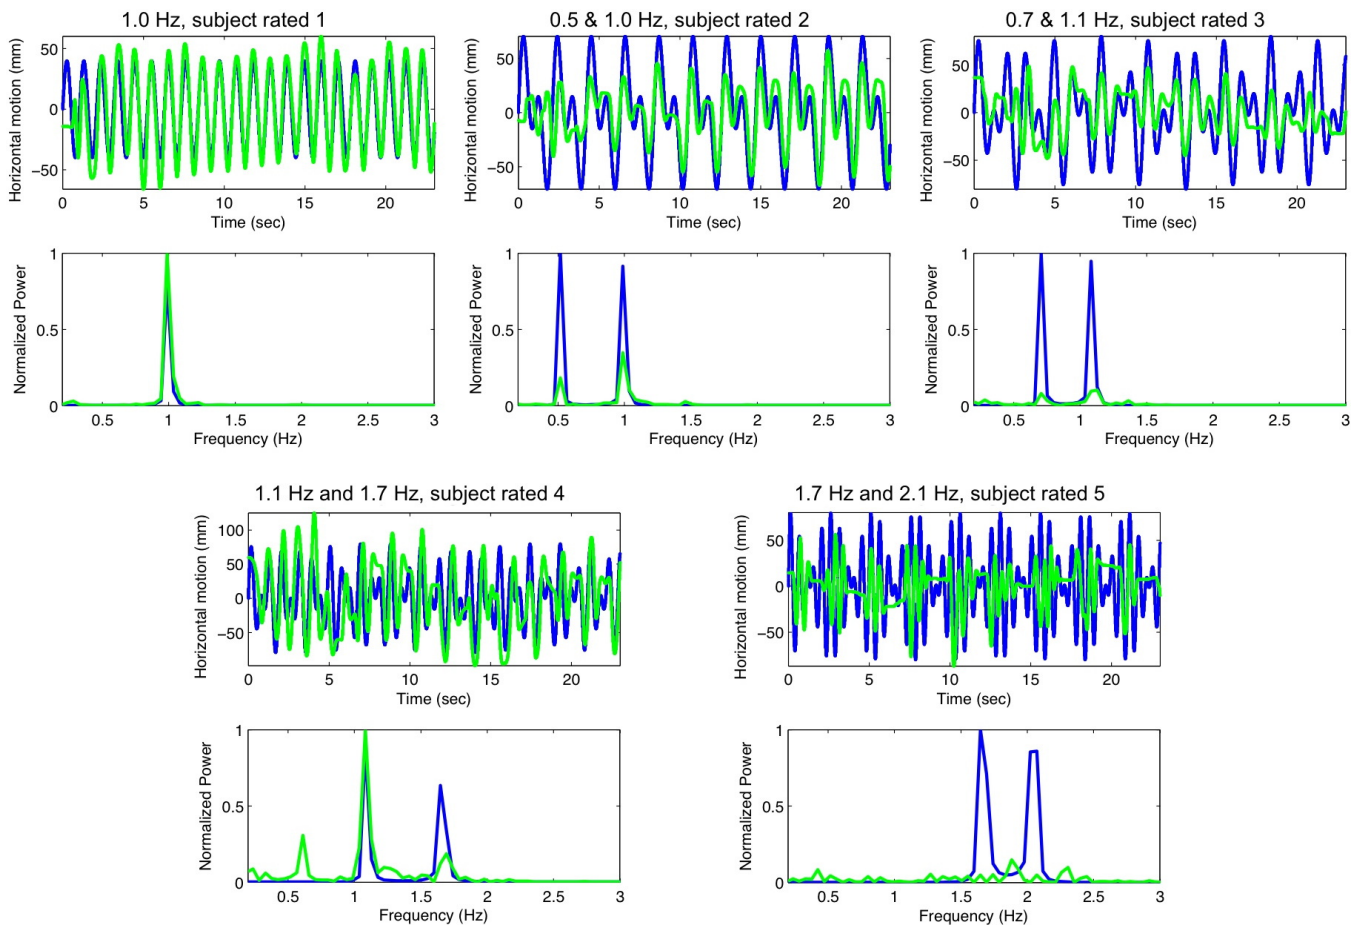 1.0 Hz, subject rated 1
0.5 & 1.0 Hz, subject rated 2
0.7 & 1.1 Hz, subject rated 3
Horizontal motion (mm)
50
0
−50
0 5 10 15 20
Time (sec)
Horizontal motion (mm)
50
0
−50
0 5 10 15 20
Time (sec)
Horizontal motion (mm)
50
0
−50
0 5 10 15 20
Time (sec)
Normalized Power
1
0.5
0
0.5 1 1.5 2 2.5 3
Frequency (Hz)
Normalized Power
1
0.5
0
0.5 1 1.5 2 2.5 3
Frequency (Hz)
Normalized Power
1
0.5
0
0.5 1 1.5 2 2.5 3
Frequency (Hz)
1.1 Hz and 1.7 Hz, subject rated 4
1.7 Hz and 2.1 Hz, subject rated 5
Horizontal motion (mm)
100
50
0
−50
0 5 10 15 20
Time (sec)
Horizontal motion (mm)
50
0
−50
0 5 10 15 20
Time (sec)
Normalized Power
1
0.5
0
0.5 1 1.5 2 2.5 3
Frequency (Hz)
Normalized Power
1
0.5
0
0.5 1 1.5 2 2.5 3
Frequency (Hz)